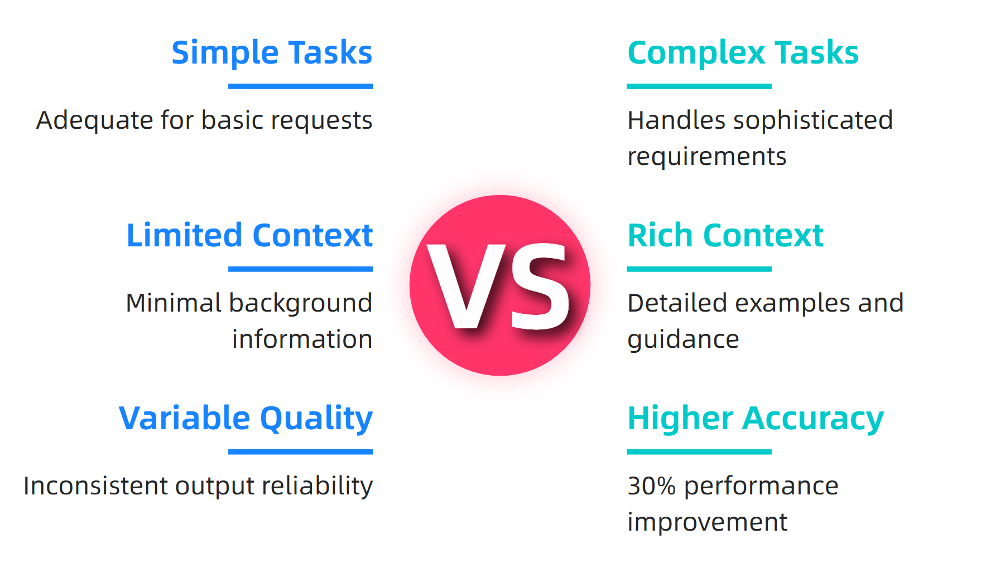 Simple Tasks
Adequate for basic requests
Limited Context
Minimal background
information
Variable Quality
Inconsistent output reliability
VS
Complex Tasks
Handles sophisticated
requirements
Rich Context
Detailed examples and
guidance
Higher Accuracy
30% performance
improvement